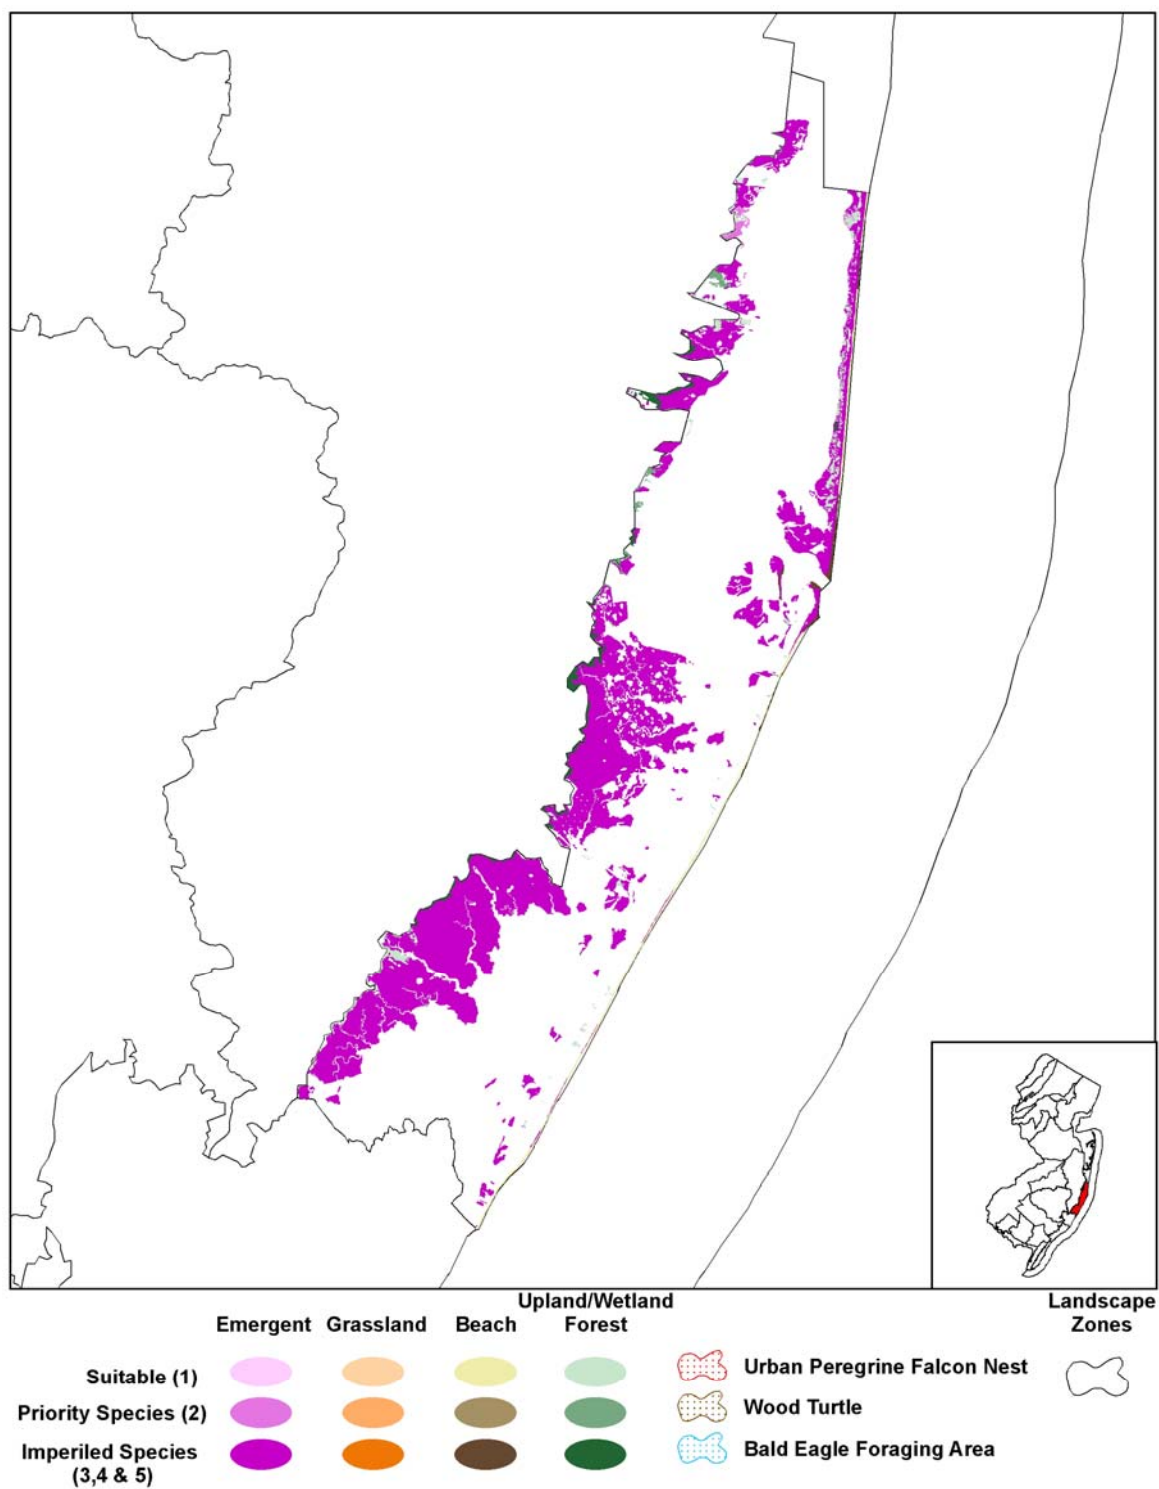 Upland/Wetland Landscape
Emergent Grassland Beach Forest Zones
Suitable (1)
Urban Peregrine Falcon Nest
Priority Species (2)
Wood Turtle
Imperiled Species
(3,4 & 5)
Bald Eagle Foraging Area